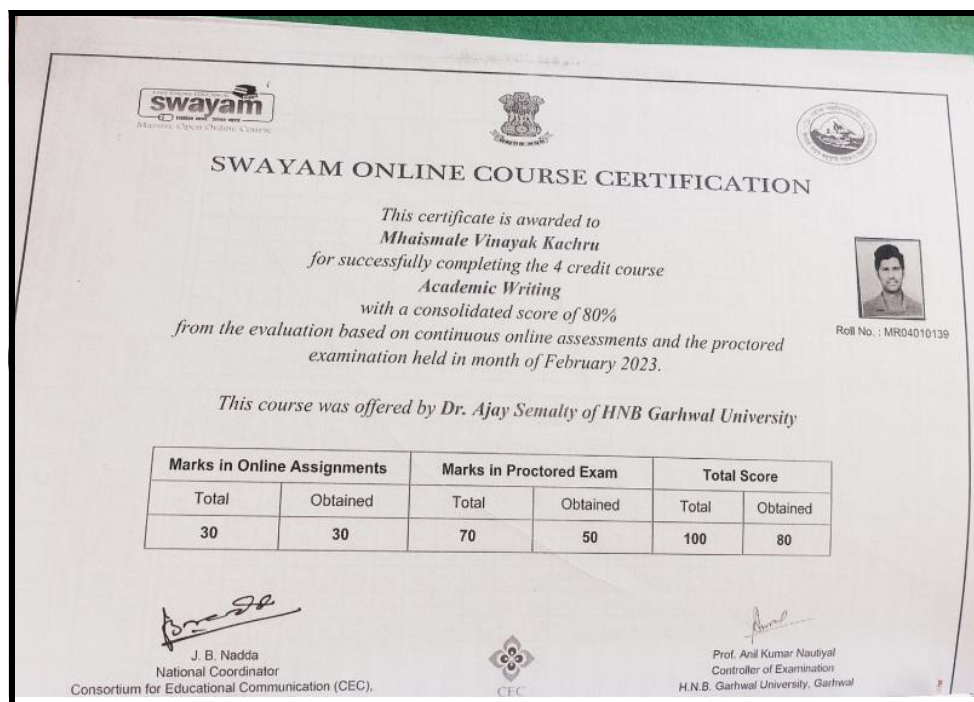 swayam
Massive Open Online Course
SWAYAM ONLINE COURSE CERTIFICATION
This certificate is awarded to
Mhaismale Vinayak Kachru
for successfully completing the 4 credit course
Academic Writing
with a consolidated score of 80%
from the evaluation based on continuous online assessments and the proctored
examination held in month of February 2023.
Roll No. : MR04010139
This course was offered by Dr. Ajay Semalty of HNB Garhwal University
Marks in Online Assignments Marks in Proctored Exam Total Score
Total Obtained Total Obtained Total Obtained
30 30 70 50 100 80
J. B. Nadda
National Coordinator
Consortium for Educational Communication (CEC),
CEC
Prof. Anil Kumar Nautiyal
Controller of Examination
H.N.B. Garhwal University, Garhwal